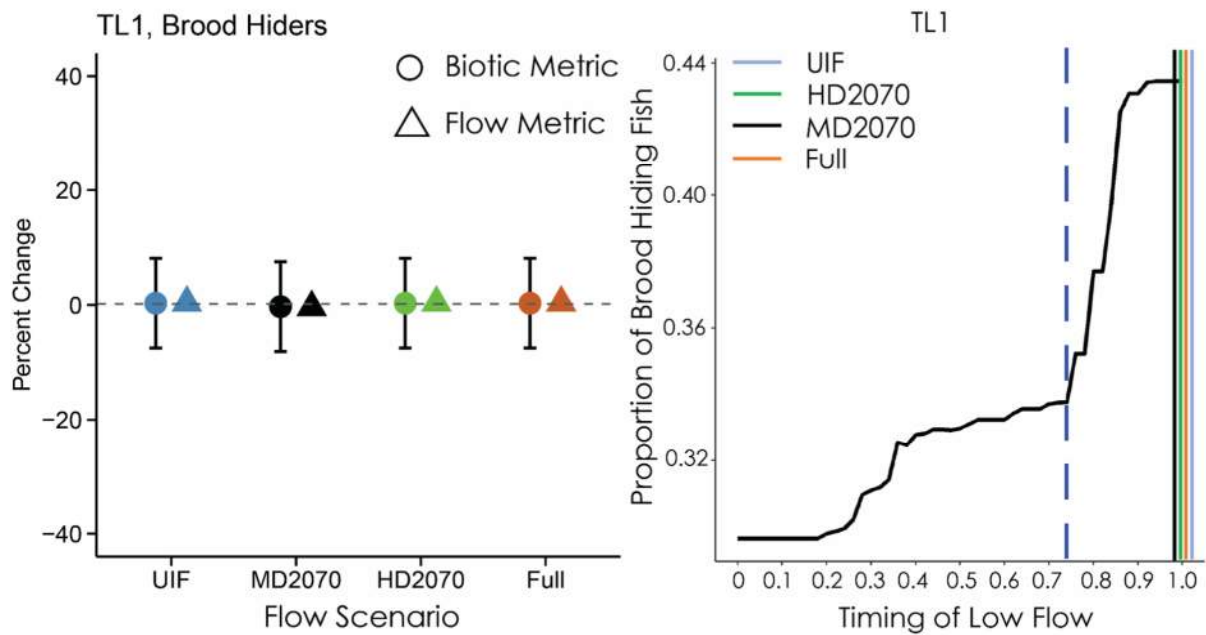 TL1, Brood Hiders
Biotic Metric
Flow Metric
Percent Change
40
20
0
−20
−40
UIF MD2070 HD2070 Full
Flow Scenario
TL1
UIF
HD2070
MD2070
Full
Proportion of Brood Hiding Fish
0.44
0.40
0.36
0.32
0 0.1 0.2 0.3 0.4 0.5 0.6 0.7 0.8 0.9 1.0
Timing of Low Flow